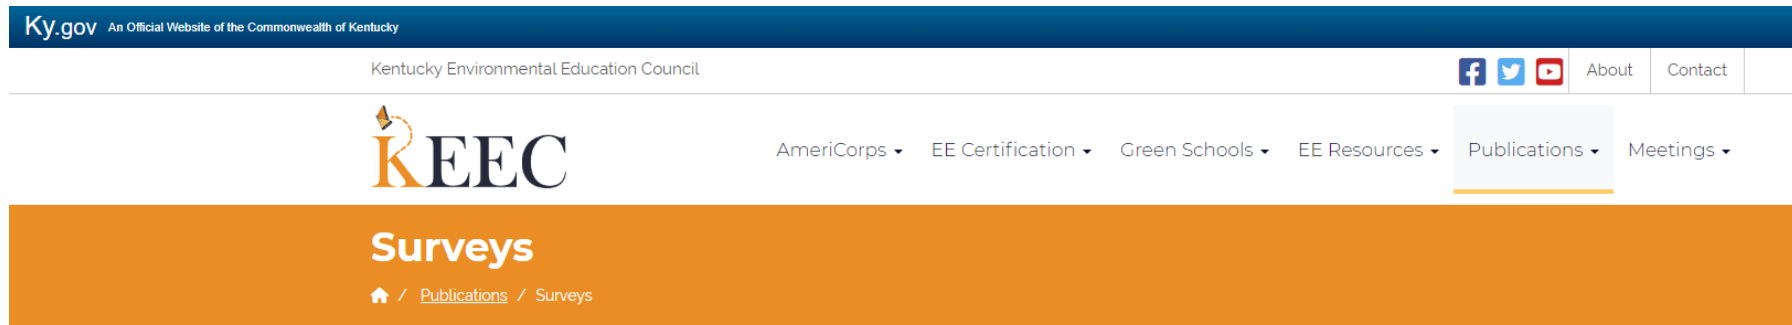 Ky.gov An Official Website of the Commonwealth of Kentucky
Kentucky Environmental Education Council About Contact
KEEC AmeriCorps EE Certification Green Schools EE Resources Publications Meetings
Surveys
/ Publications / Surveys